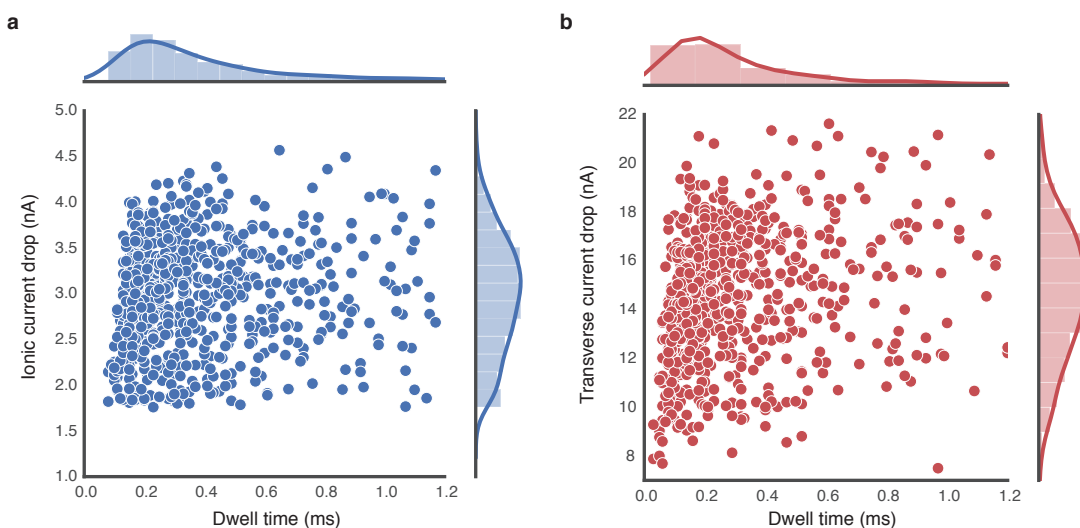 a
5.0
4.5
4.0
3.5
3.0
2.5
2.0
1.5
1.0
Ionic current drop (nA)
0.0 0.2 0.4 0.6 0.8 1.0 1.2
Dwell time (ms)
b
22
20
18
16
14
12
10
8
Transverse current drop (nA)
0.0 0.2 0.4 0.6 0.8 1.0 1.2
Dwell time (ms)